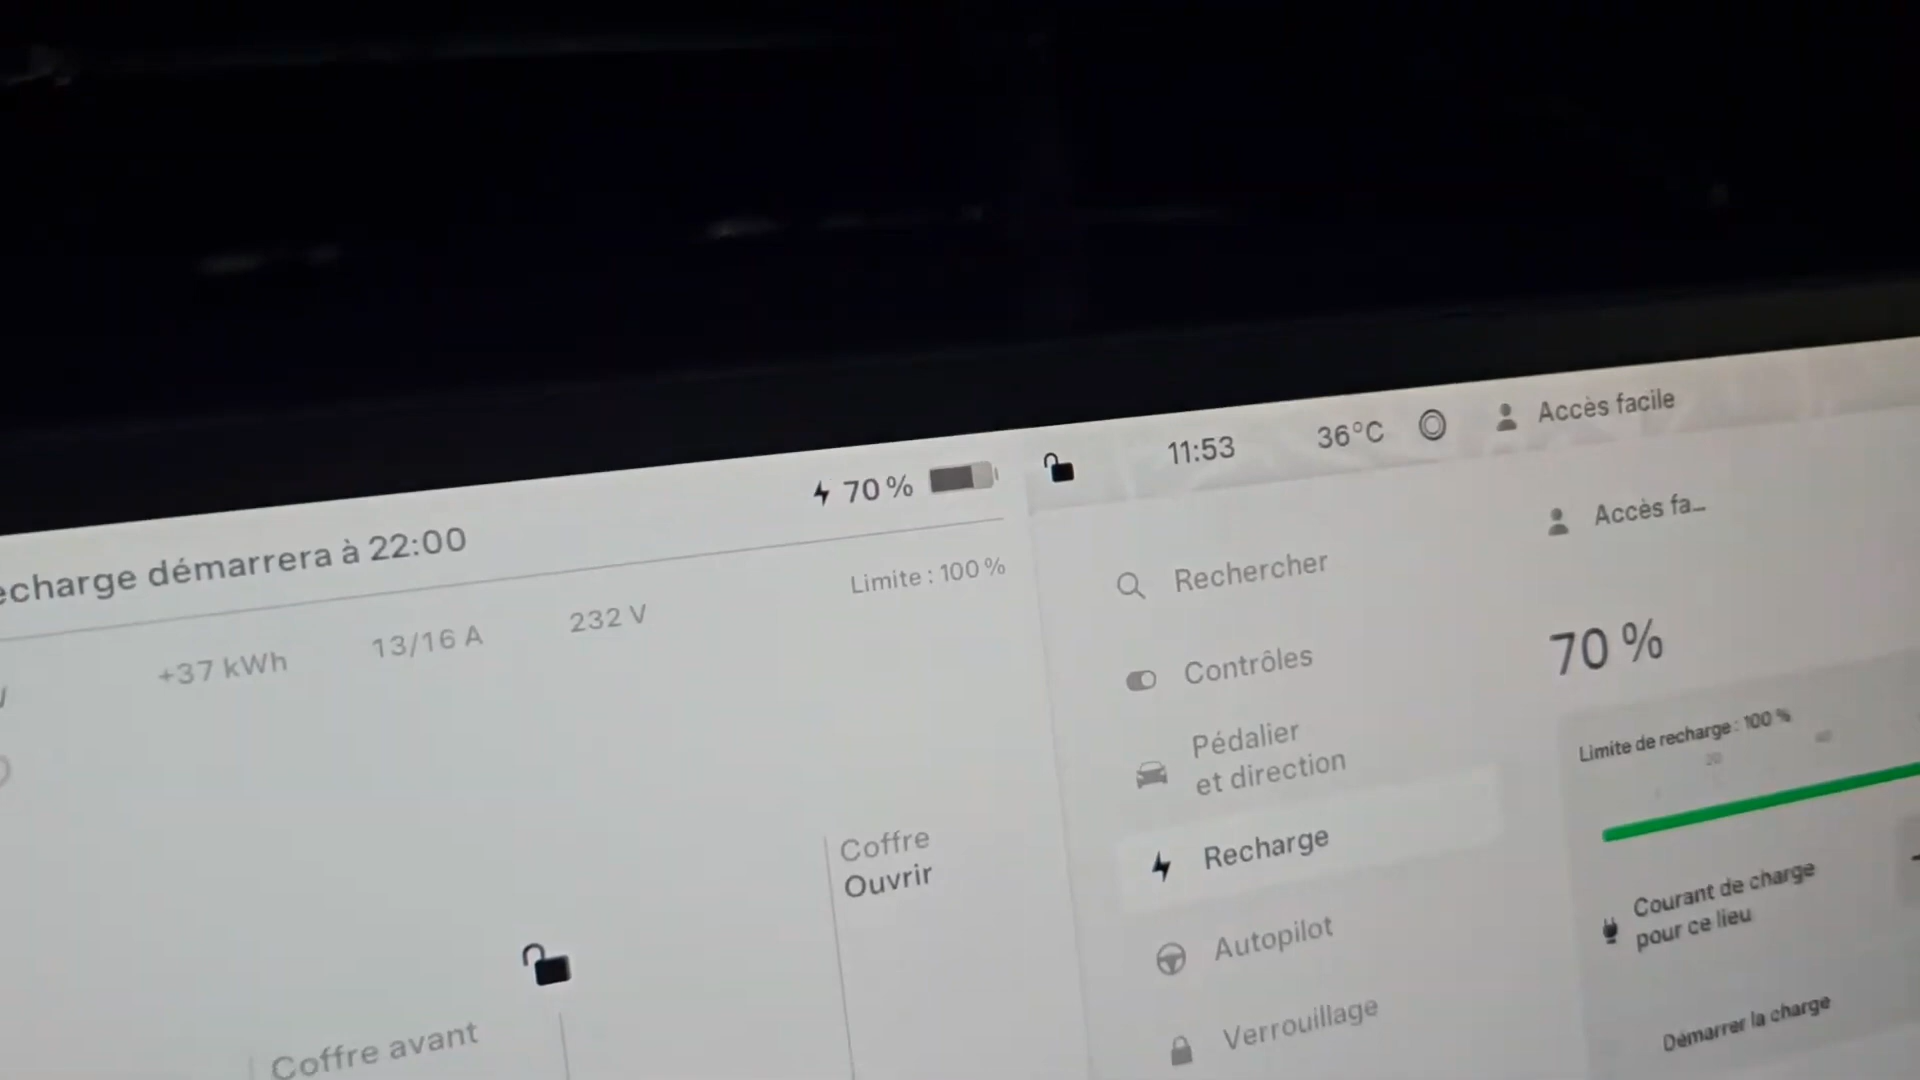 11:53
36°C
Accès facile
70 %
echarge démarrera à 22:00
Limite : 100 %
+37 kWh
13/16 A
232 V
Coffre
Ouvrir
Coffre avant
Rechercher
Contrôles
Pédalier
et direction
Recharge
Autopilot
Verrouillage
Accès fa...
70 %
Limite de recharge : 100 %
20
40
Courant de charge
pour ce lieu
Démarrer la charge